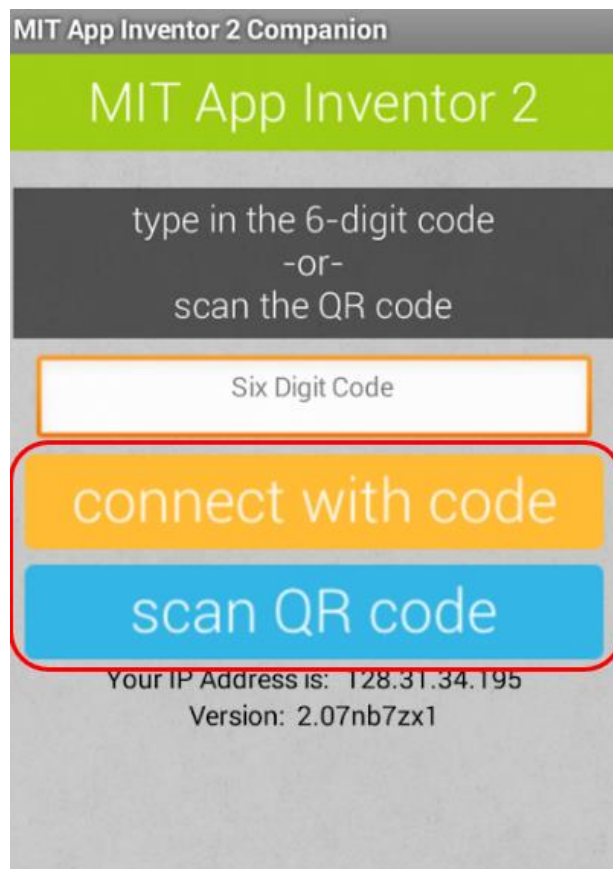 MIT App Inventor 2 Companion
MIT App Inventor 2
type in the 6-digit code
-or-
scan the QR code
Six Digit Code
connect with code
scan QR code
Your IP Address is: 128.31.34.195
Version: 2.07nb7zx1